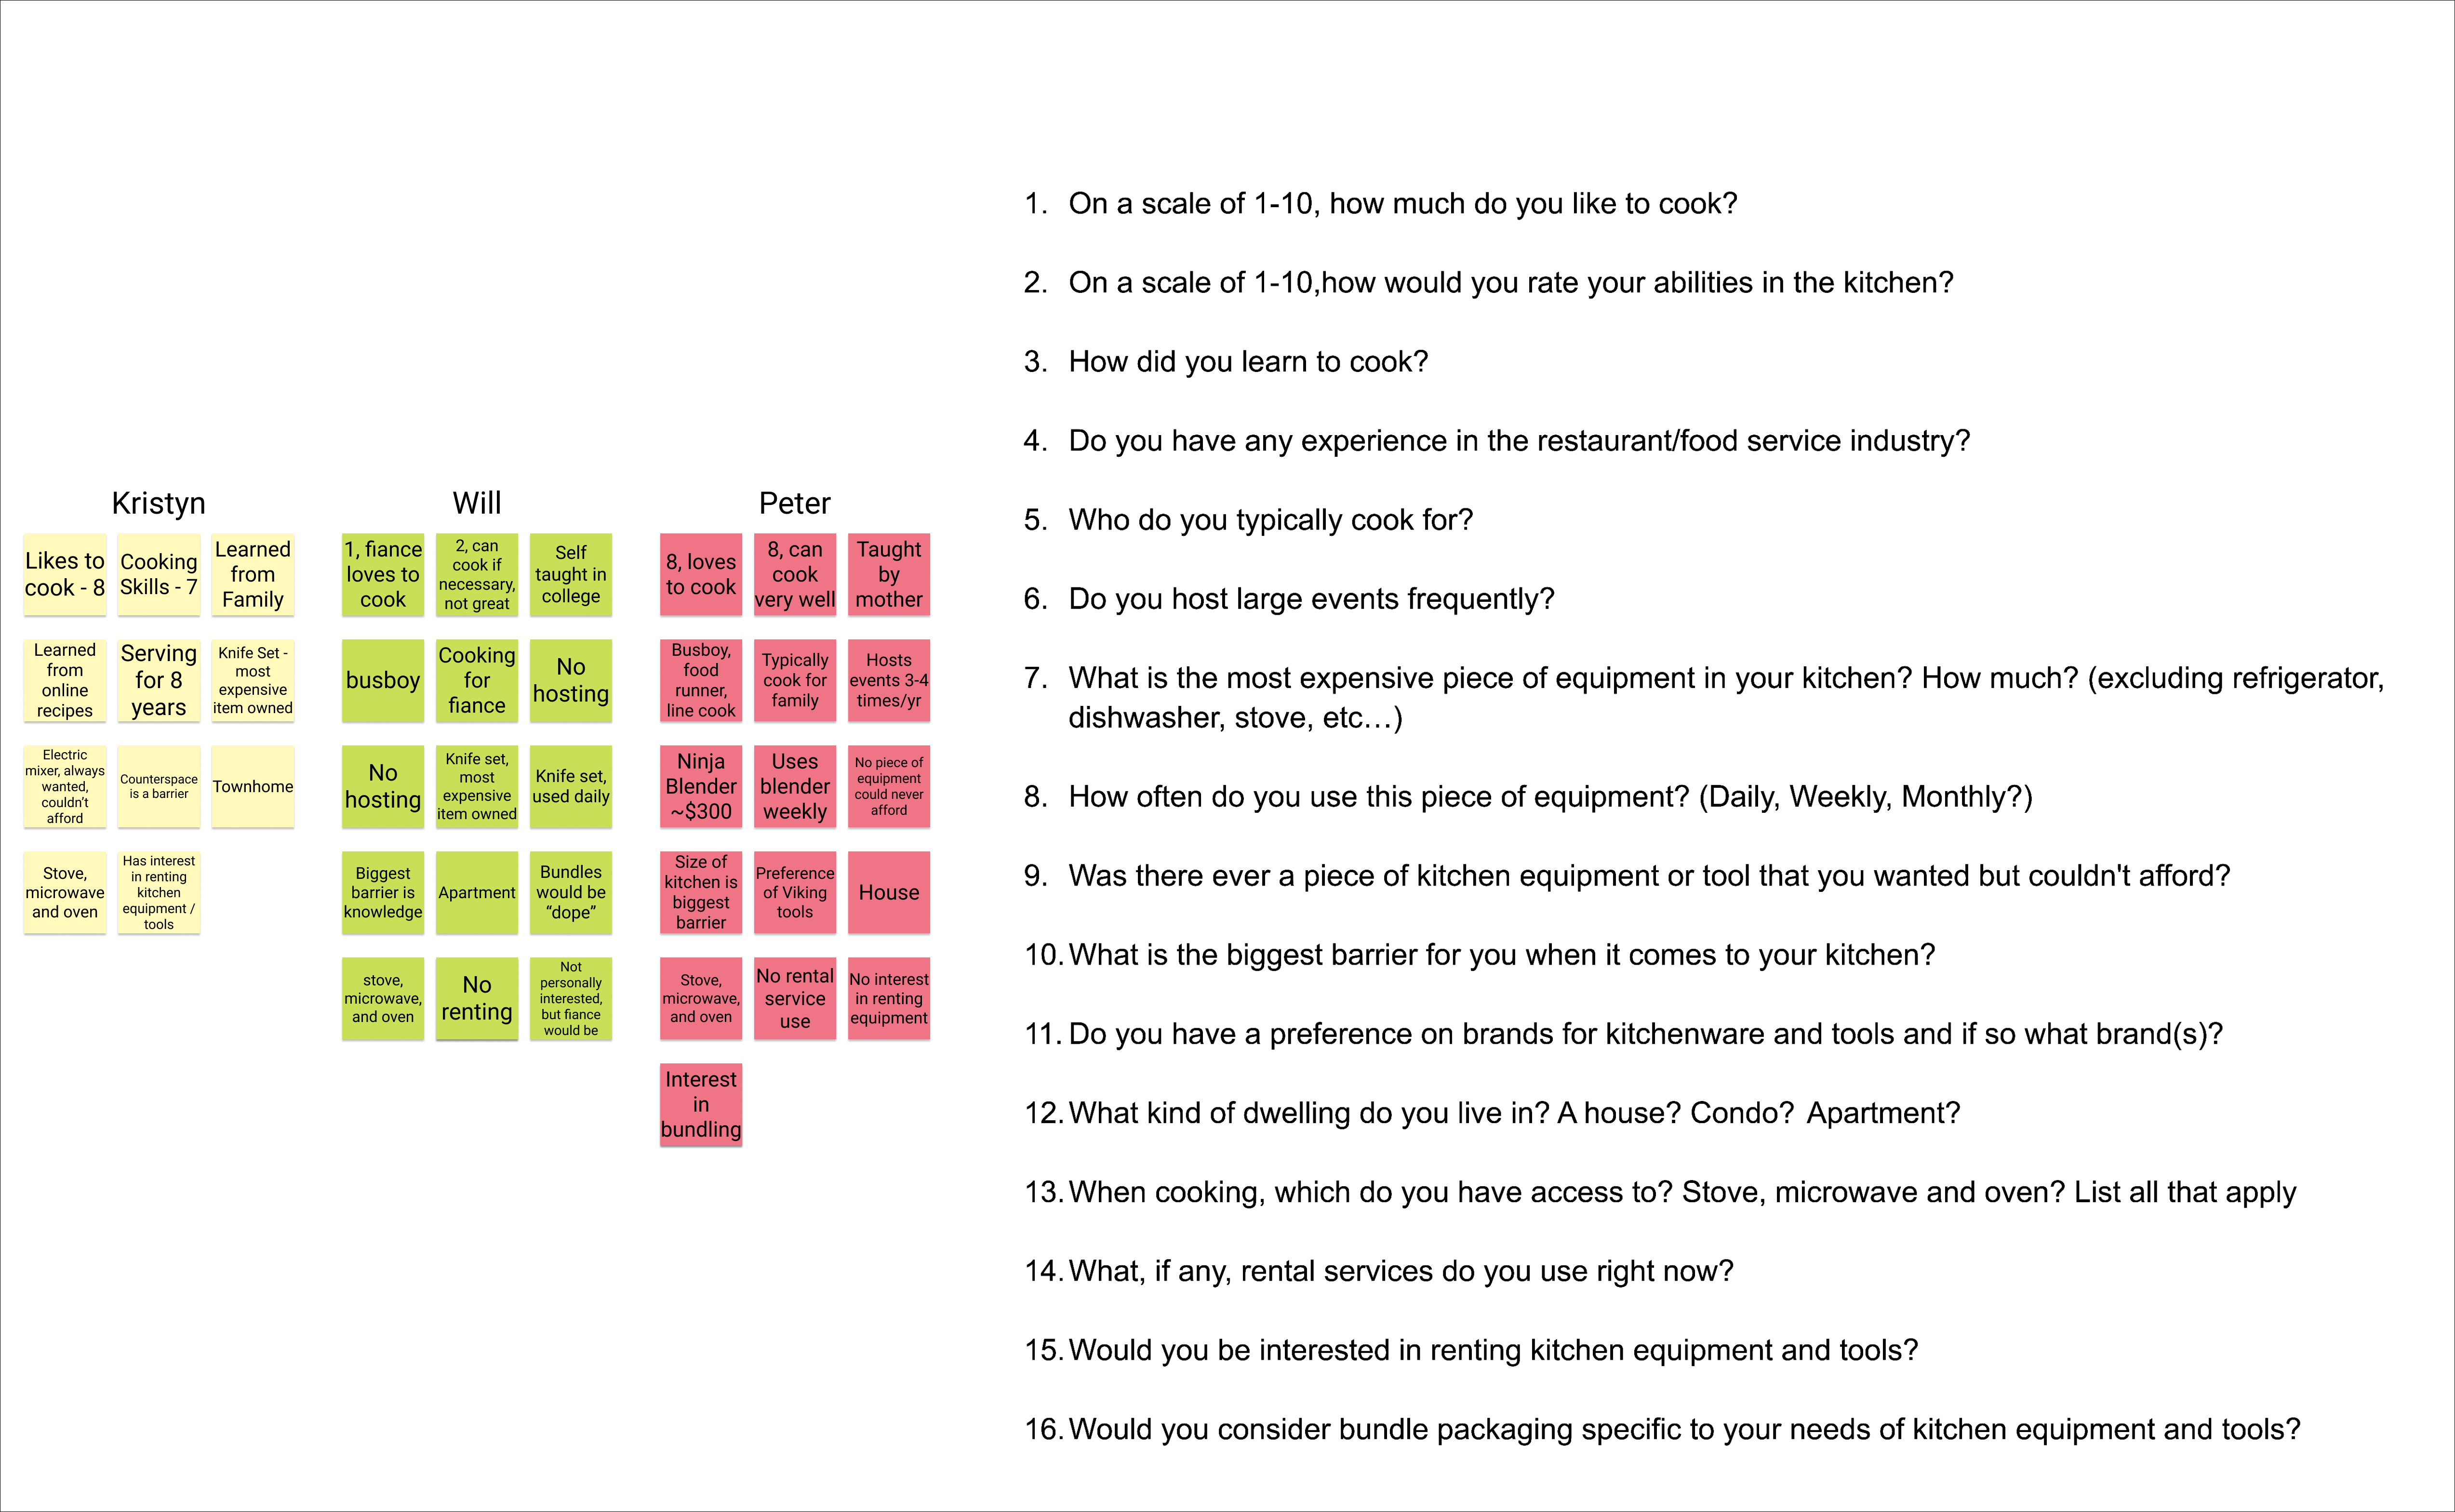 Kristyn
Likes to
cook - 8
Cooking
Skills - 7
Learned
from
Family
Learned
from
online
recipes
Serving
for 8
years
Knife Set -
most
expensive
item owned
Electric
mixer, always
wanted,
couldn't
afford
Counterspace
is a barrier
Townhome
Stove,
microwave
and oven
Has interest
in renting
kitchen
equipment /
tools
Will
1, fiance
loves to
cook
2, can
cook if
necessary,
not great
Self
taught in
college
busboy
Cooking
for
fiance
No
hosting
No
hosting
Knife set,
most
expensive
item owned
Knife set,
used daily
Biggest
barrier is
knowledge
Apartment
Bundles
would be
“dope”
stove,
microwave,
and oven
No
renting
Not
personally
interested,
but fiance
would be
Peter
8, loves
to cook
8, can
cook
very well
Taught
by
mother
Busboy,
food
runner,
line cook
Typically
cook for
family
Hosts
events 3-4
times/yr
Ninja
Blender
~$300
Uses
blender
weekly
No piece of
equipment
could never
afford
Size of
kitchen is
biggest
barrier
Preference
of Viking
tools
House
Stove,
microwave,
and oven
No rental
service
use
No interest
in renting
equipment
Interest
in
bundling
1. On a scale of 1-10, how much do you like to cook?
2. On a scale of 1-10,how would you rate your abilities in the kitchen?
3. How did you learn to cook?
4. Do you have any experience in the restaurant/food service industry?
5. Who do you typically cook for?
6. Do you host large events frequently?
7. What is the most expensive piece of equipment in your kitchen? How much? (excluding refrigerator,
dishwasher, stove, etc…)
8. How often do you use this piece of equipment? (Daily, Weekly, Monthly?)
9. Was there ever a piece of kitchen equipment or tool that you wanted but couldn't afford?
10. What is the biggest barrier for you when it comes to your kitchen?
11. Do you have a preference on brands for kitchenware and tools and if so what brand(s)?
12. What kind of dwelling do you live in? A house? Condo? Apartment?
13. When cooking, which do you have access to? Stove, microwave and oven? List all that apply
14. What, if any, rental services do you use right now?
15. Would you be interested in renting kitchen equipment and tools?
16. Would you consider bundle packaging specific to your needs of kitchen equipment and tools?